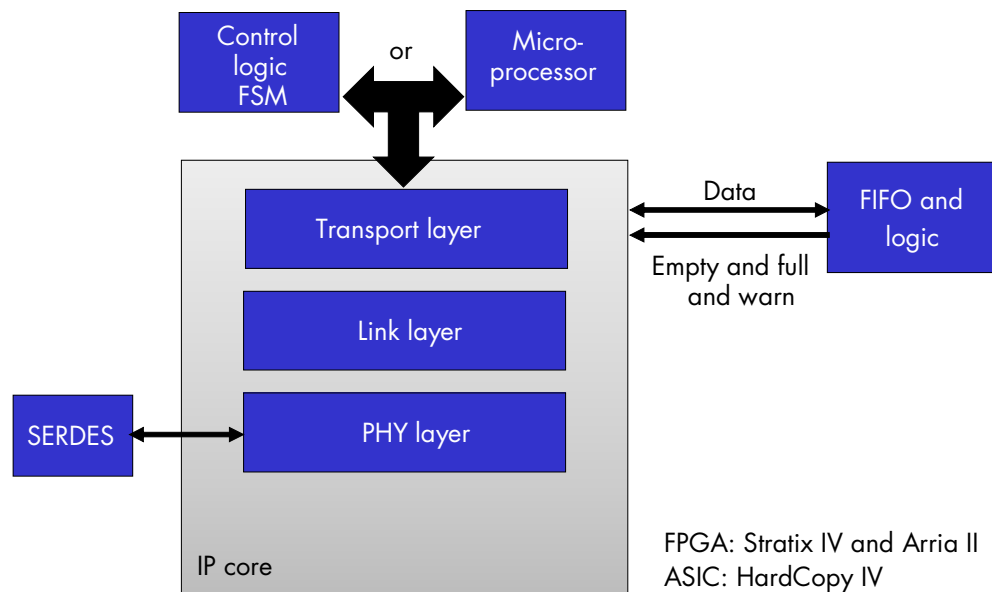 Control
logic
FSM
or
Micro-
processor
Transport layer
Data
FIFO and
logic
Empty and full
and warn
Link layer
SERDES
PHY layer
IP core
FPGA: Stratix IV and Arria II
ASIC: HardCopy IV